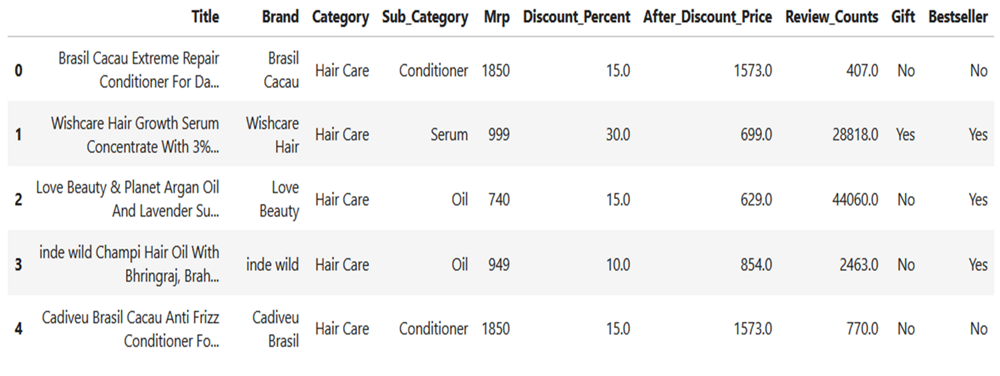 Title Brand Category Sub_Category Mrp Discount_Percent After_Discount_Price Review_Counts Gift Bestseller
0 Brasil Cacau Extreme Repair Conditioner For Da... Brasil Cacau Hair Care Conditioner 1850 15.0 1573.0 407.0 No No
1 Wishcare Hair Growth Serum Concentrate With 3%... Wishcare Hair Hair Care Serum 999 30.0 699.0 28818.0 Yes Yes
2 Love Beauty & Planet Argan Oil And Lavender Su... Love Beauty Hair Care Oil 740 15.0 629.0 44060.0 No Yes
3 inde wild Champi Hair Oil With Bhringraj, Brah... inde wild Hair Care Oil 949 10.0 854.0 2463.0 No Yes
4 Cadiveu Brasil Cacau Anti Frizz Conditioner Fo... Cadiveu Brasil Hair Care Conditioner 1850 15.0 1573.0 770.0 No No